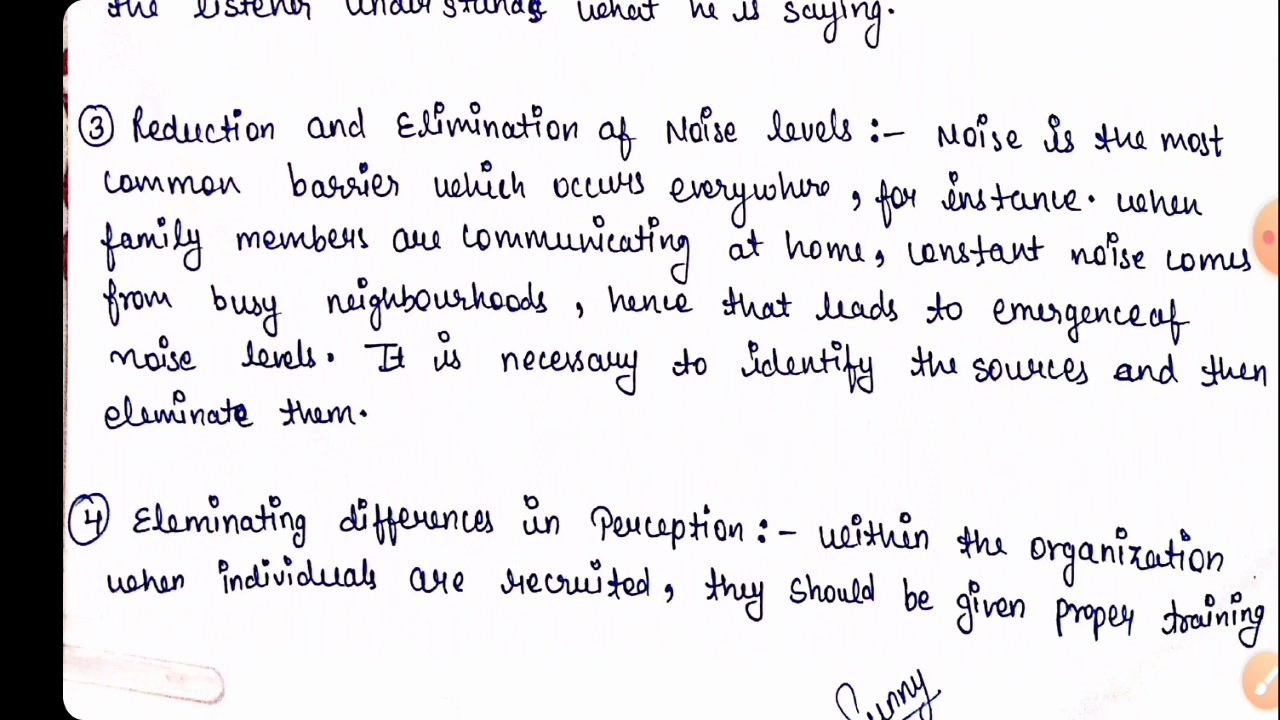 the listener understands what he is saying.
③ Reduction and Elimination of Noise levels :- Noise is the most
common barrier which occurs everywhere, for instance. when
family members are communicating at home, constant noise comes
from busy neighbourhoods, hence that leads to emergence of
noise levels. It is necessary to identify the sources and then
eleminate them.
④ Eleminating differences in Perception :- within the organization
when individuals are recruited, they should be given proper training
Sunny